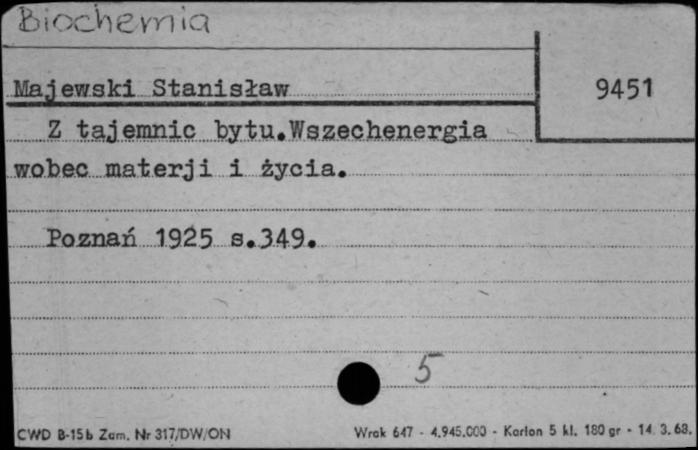 Biochemia
Majewski Stanisław
9451
Z tajemnic bytu.Wszechenergia
wobec materji i życia.
Poznań 1925 s.349.
5
CWD B-15b Zam. Nr 317/DW/ON
Wrak 647 - 4.945.000 - Karton 5 kl. 180 gr - 14. 3. 68.